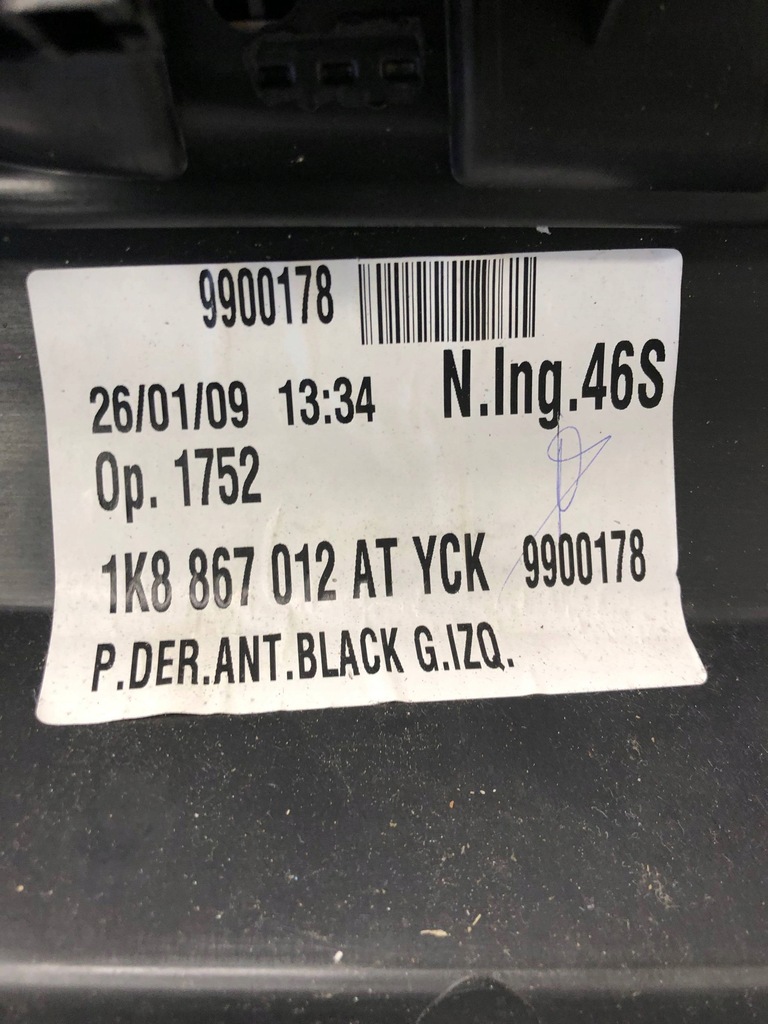 9900178
26/01/09 13:34 N.Ing.46S
Op. 1752
1K8 867 012 AT YCK 9900178
P.DER.ANT.BLACK G.IZQ.